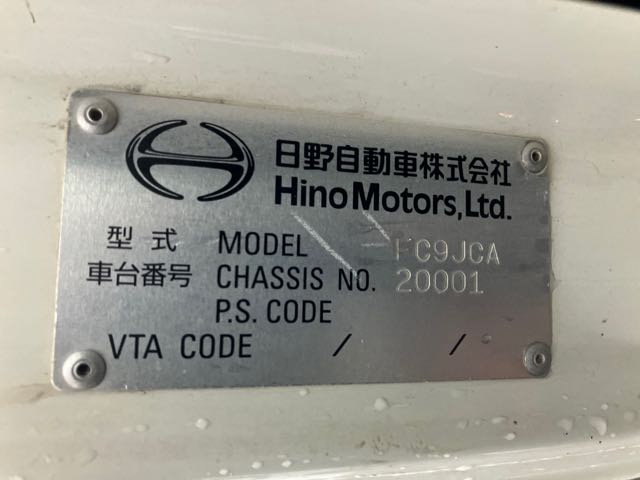 日野自動車株式会社
Hino Motors, Ltd.
型式 MODEL -FC9JCA
車台番号 CHASSIS NO. 20001
P.S. CODE
VTA CODE / /